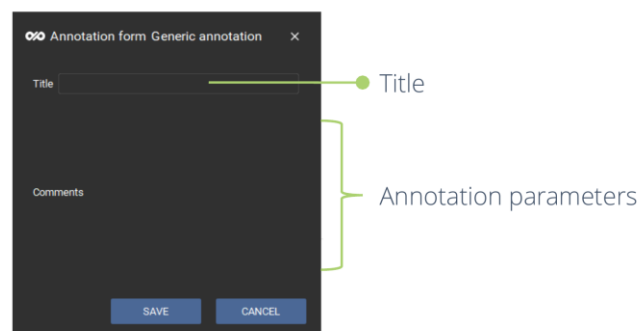 Annotation form Generic annotation
Title
Title
Comments
Annotation parameters
SAVE
CANCEL